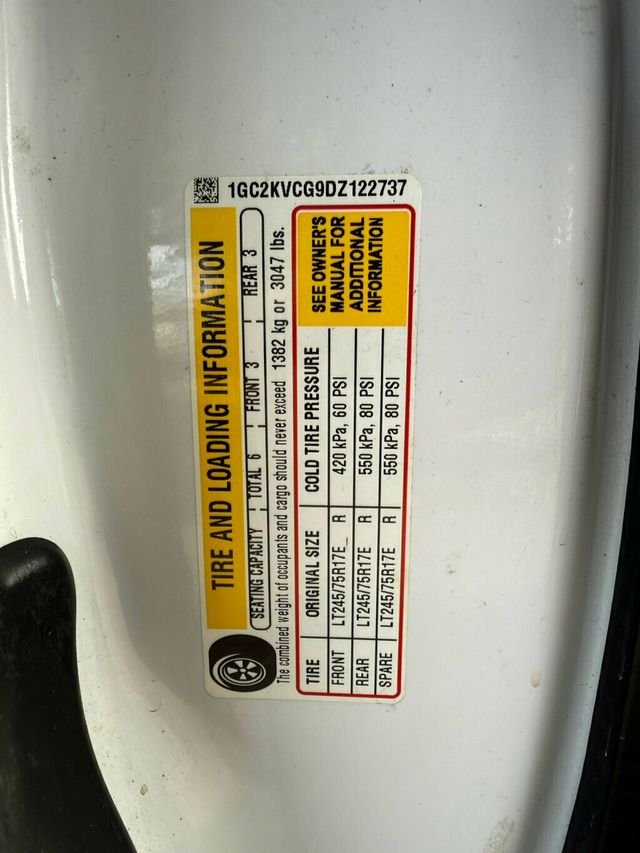 1GC2KVCG9DZ122737
TIRE AND LOADING INFORMATION
SEATING CAPACITY TOTAL 6 FRONT 3 REAR 3
The combined weight of occupants and cargo should never exceed 1382 kg or 3047 lbs.
TIRE ORIGINAL SIZE COLD TIRE PRESSURE
FRONT LT245/75R17E_ R 420 kPa, 60 PSI
REAR LT245/75R17E R 550 kPa, 80 PSI
SPARE LT245/75R17E R 550 kPa, 80 PSI
SEE OWNER'S
MANUAL FOR
ADDITIONAL
INFORMATION